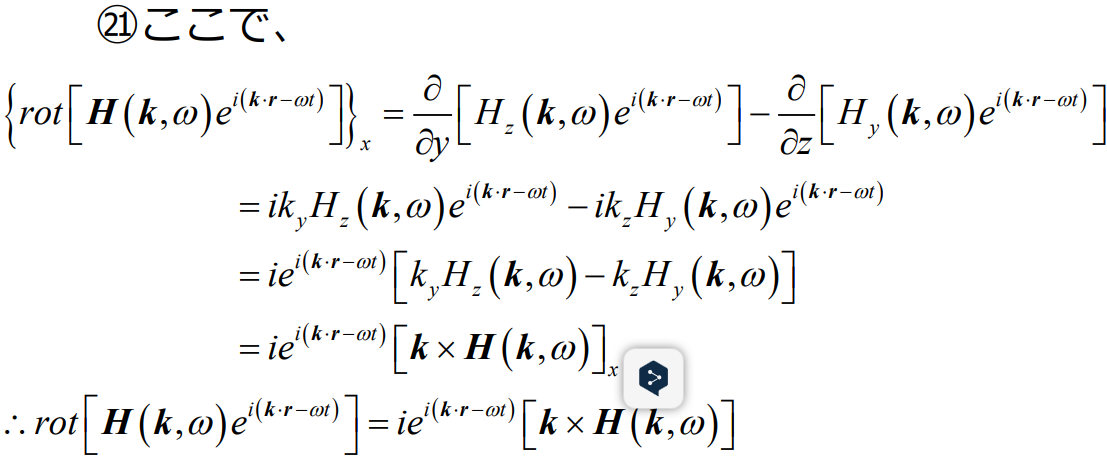 ㉑ここで、
{rot[H(k,ω)e^{i(k·r−ωt)}]}_x = ∂/∂y[H_z(k,ω)e^{i(k·r−ωt)}] − ∂/∂z[H_y(k,ω)e^{i(k·r−ωt)}]
= ik_yH_z(k,ω)e^{i(k·r−ωt)} − ik_zH_y(k,ω)e^{i(k·r−ωt)}
= ie^{i(k·r−ωt)}[k_yH_z(k,ω) − k_zH_y(k,ω)]
= ie^{i(k·r−ωt)}[k × H(k,ω)]_x
∴ rot[H(k,ω)e^{i(k·r−ωt)}] = ie^{i(k·r−ωt)}[k × H(k,ω)]